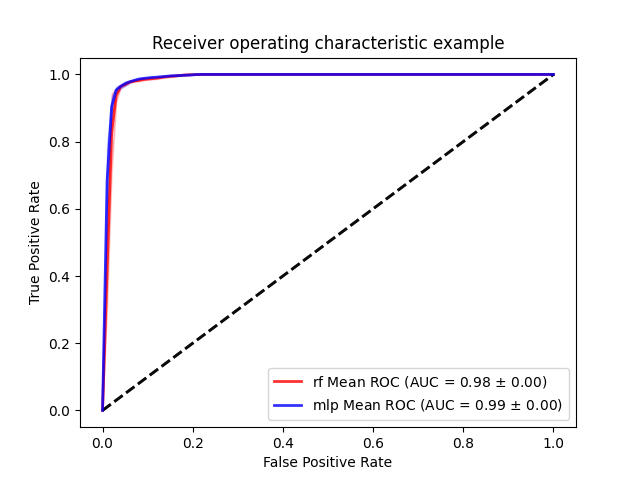 Receiver operating characteristic example
True Positive Rate
1.0
0.8
0.6
0.4
0.2
0.0
rf Mean ROC (AUC = 0.98 ± 0.00)
mlp Mean ROC (AUC = 0.99 ± 0.00)
0.0 0.2 0.4 0.6 0.8 1.0
False Positive Rate